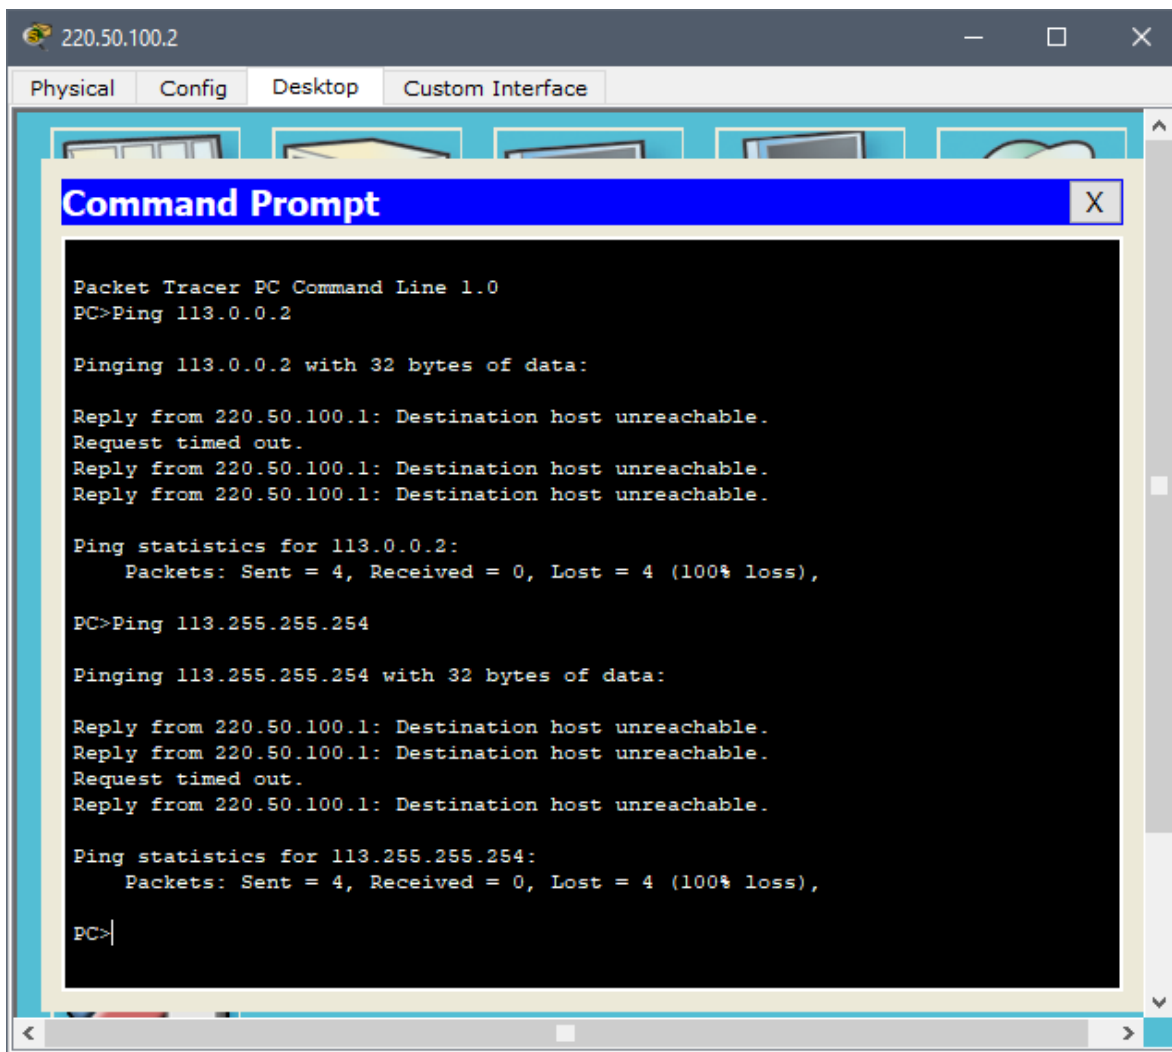 220.50.100.2
Physical Config Desktop Custom Interface
Command Prompt
X
Packet Tracer PC Command Line 1.0
PC>Ping 113.0.0.2
Pinging 113.0.0.2 with 32 bytes of data:
Reply from 220.50.100.1: Destination host unreachable.
Request timed out.
Reply from 220.50.100.1: Destination host unreachable.
Reply from 220.50.100.1: Destination host unreachable.
Ping statistics for 113.0.0.2:
Packets: Sent = 4, Received = 0, Lost = 4 (100% loss),
PC>Ping 113.255.255.254
Pinging 113.255.255.254 with 32 bytes of data:
Reply from 220.50.100.1: Destination host unreachable.
Reply from 220.50.100.1: Destination host unreachable.
Request timed out.
Reply from 220.50.100.1: Destination host unreachable.
Ping statistics for 113.255.255.254:
Packets: Sent = 4, Received = 0, Lost = 4 (100% loss),
PC>